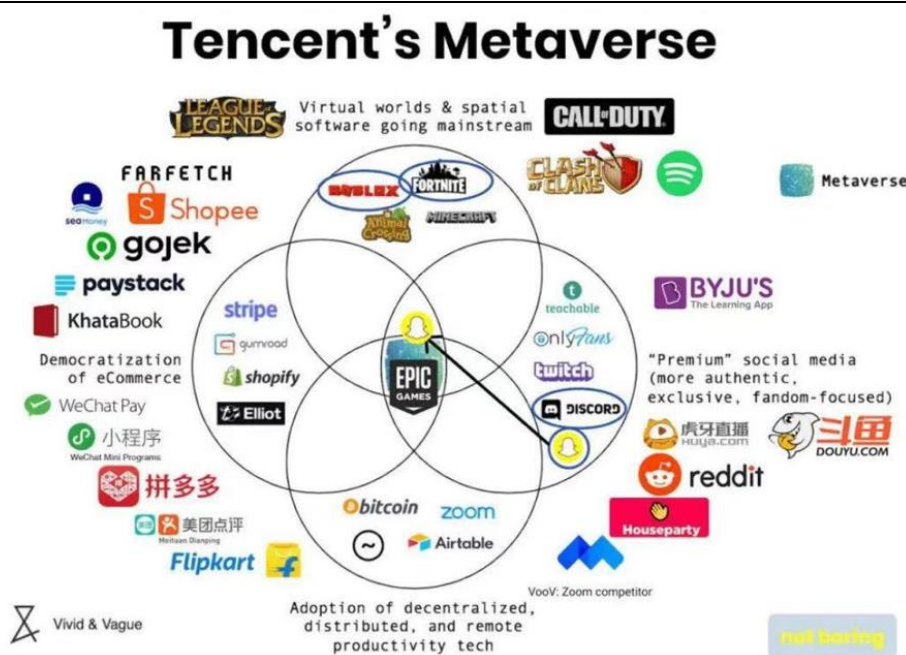 Tencent's Metaverse
LEAGUE OF LEGENDS
Virtual worlds & spatial
software going mainstream
CALL OF DUTY
FARFETCH
ROBLOX
FORTNITE
CLASH OF CLANS
Metaverse
seaMoney
Shopee
Animal Crossing
MINECRAFT
gojek
paystack
BYJU'S
The Learning App
KhataBook
stripe
teachable
gumroad
OnlyFans
Democratization
of eCommerce
shopify
EPIC
GAMES
twitch
"Premium" social media
(more authentic,
exclusive, fandom-focused)
WeChat Pay
Elliot
DISCORD
小程序
WeChat Mini Programs
虎牙直播
HUYA.COM
斗鱼
DOUYU.COM
拼多多
reddit
bitcoin
zoom
Houseparty
美团点评
Meituan Dianping
Airtable
Flipkart
VooV: Zoom competitor
Adoption of decentralized,
distributed, and remote
productivity tech
Vivid & Vague
not boring